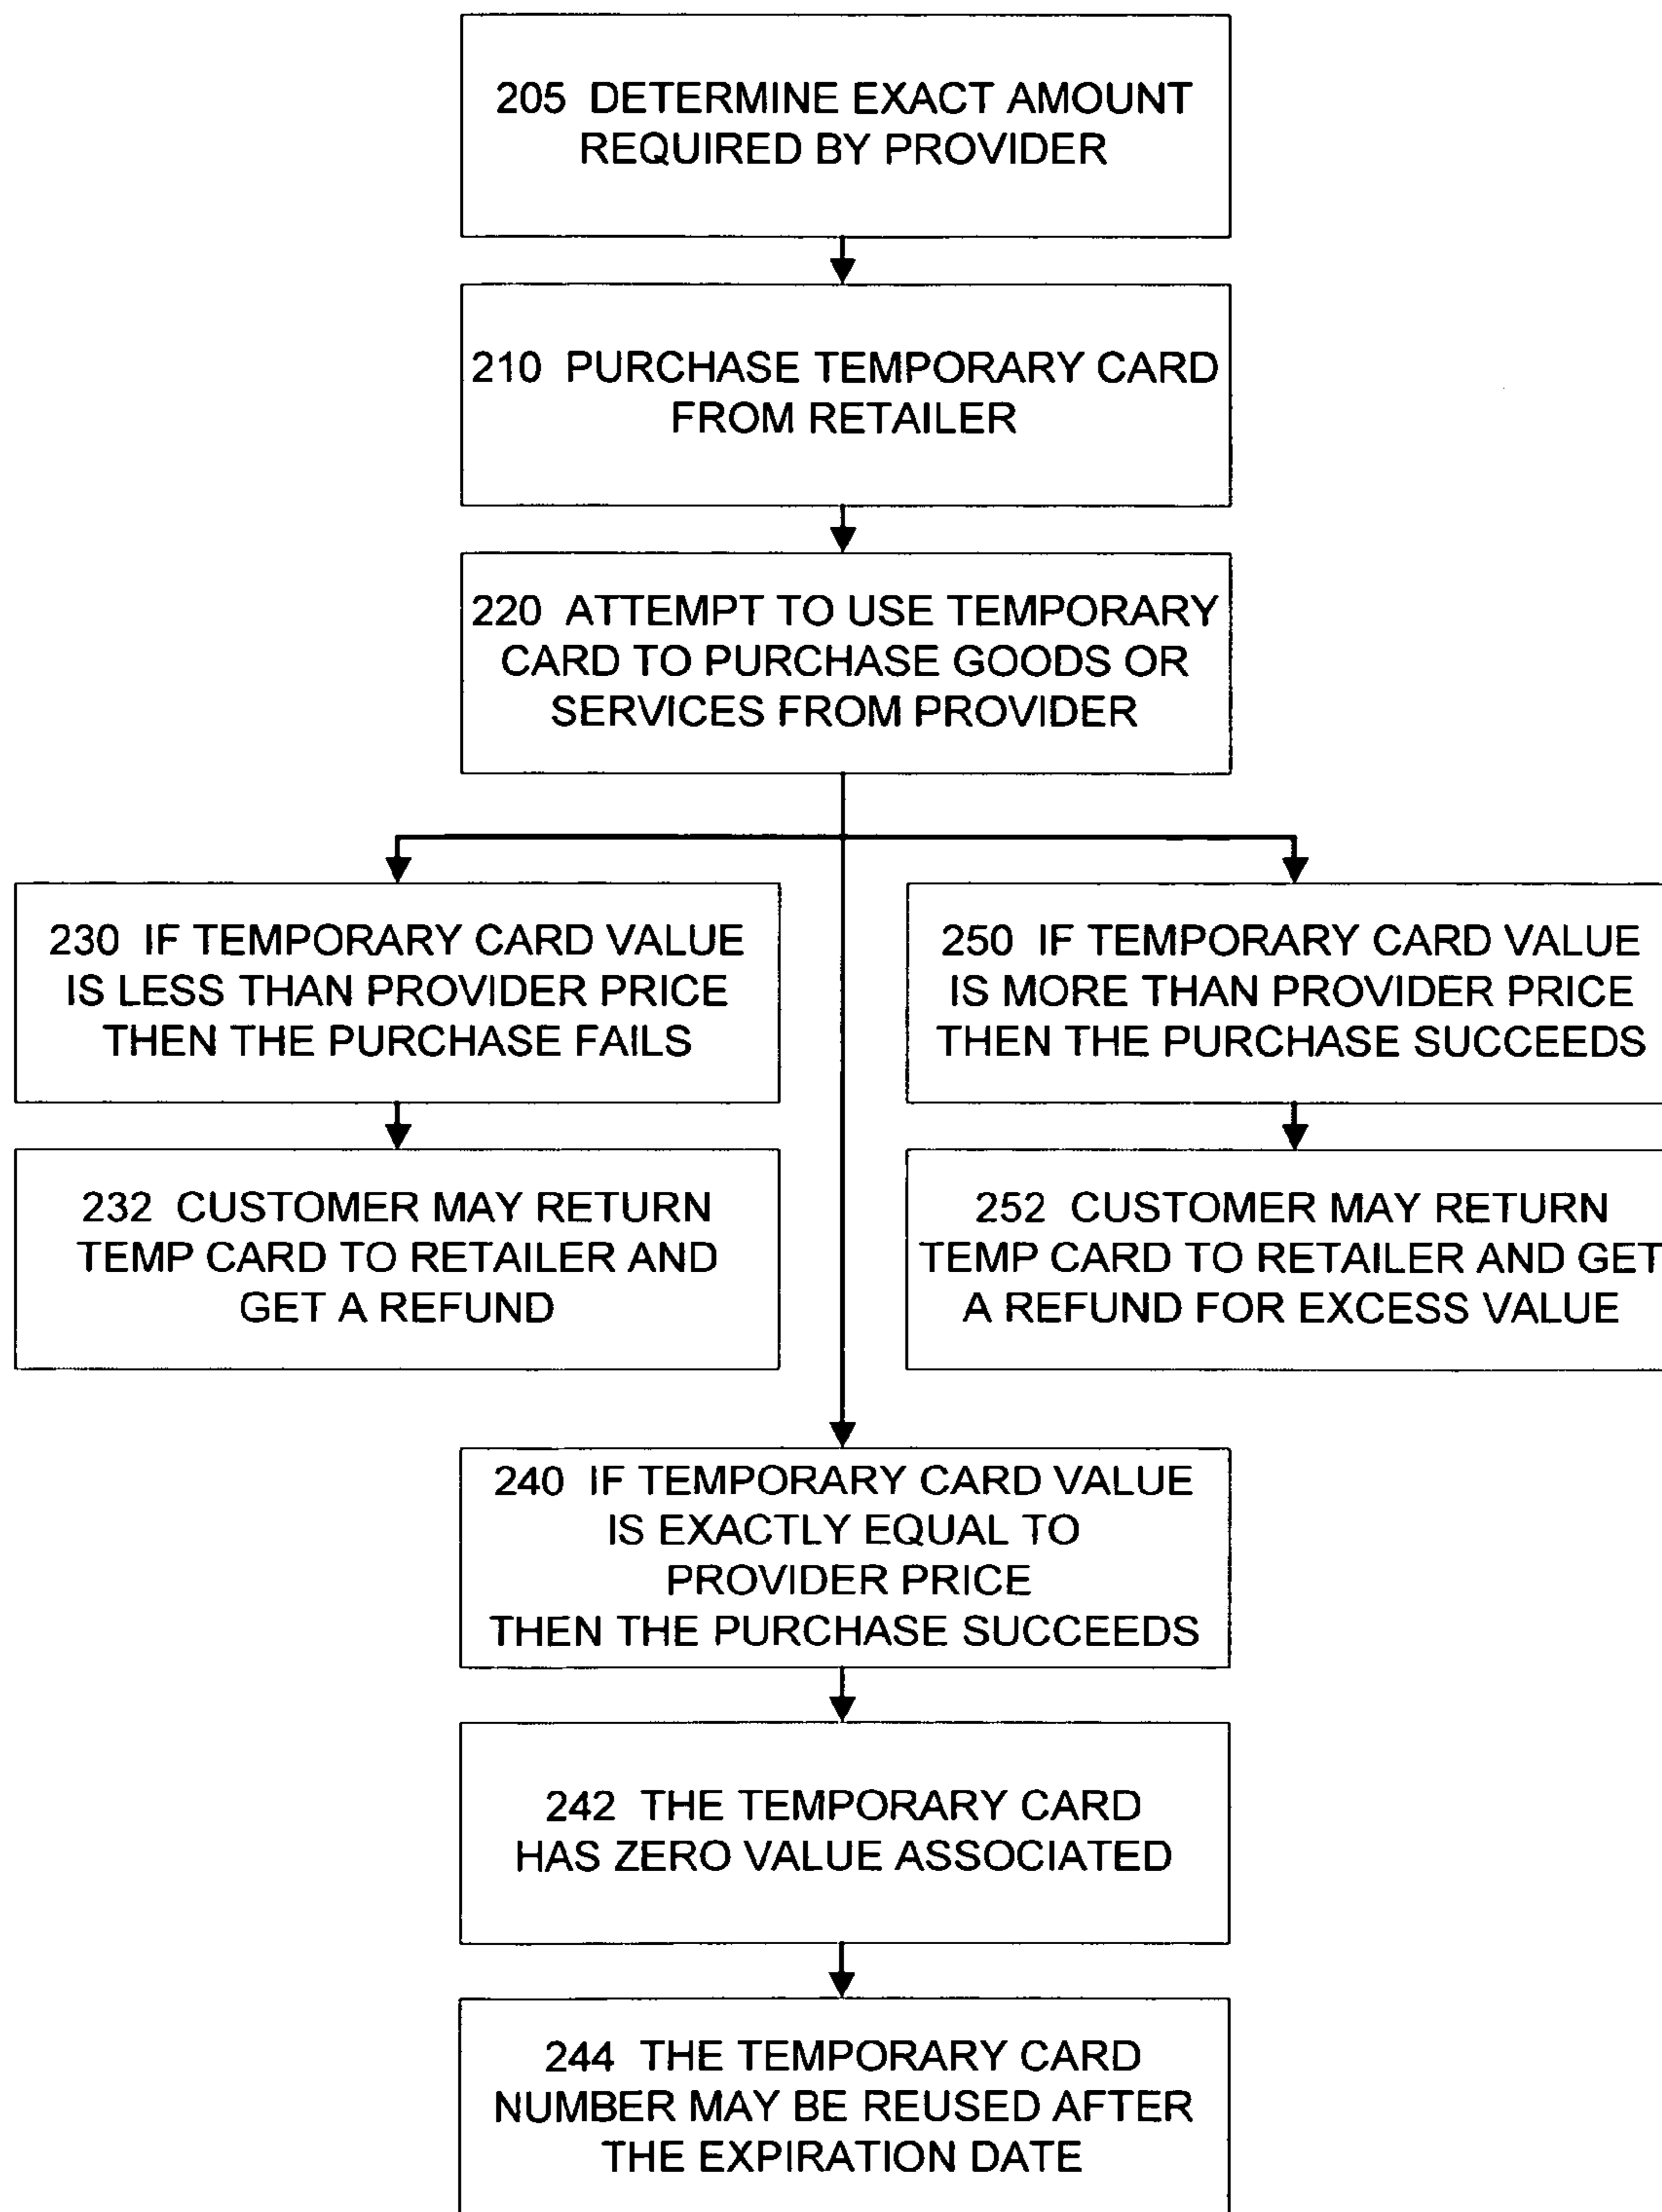 205 DETERMINE EXACT AMOUNT
REQUIRED BY PROVIDER
210 PURCHASE TEMPORARY CARD
FROM RETAILER
220 ATTEMPT TO USE TEMPORARY
CARD TO PURCHASE GOODS OR
SERVICES FROM PROVIDER
230 IF TEMPORARY CARD VALUE
IS LESS THAN PROVIDER PRICE
THEN THE PURCHASE FAILS
250 IF TEMPORARY CARD VALUE
IS MORE THAN PROVIDER PRICE
THEN THE PURCHASE SUCCEEDS
232 CUSTOMER MAY RETURN
TEMP CARD TO RETAILER AND
GET A REFUND
252 CUSTOMER MAY RETURN
TEMP CARD TO RETAILER AND GET
A REFUND FOR EXCESS VALUE
240 IF TEMPORARY CARD VALUE
IS EXACTLY EQUAL TO
PROVIDER PRICE
THEN THE PURCHASE SUCCEEDS
242 THE TEMPORARY CARD
HAS ZERO VALUE ASSOCIATED
244 THE TEMPORARY CARD
NUMBER MAY BE REUSED AFTER
THE EXPIRATION DATE